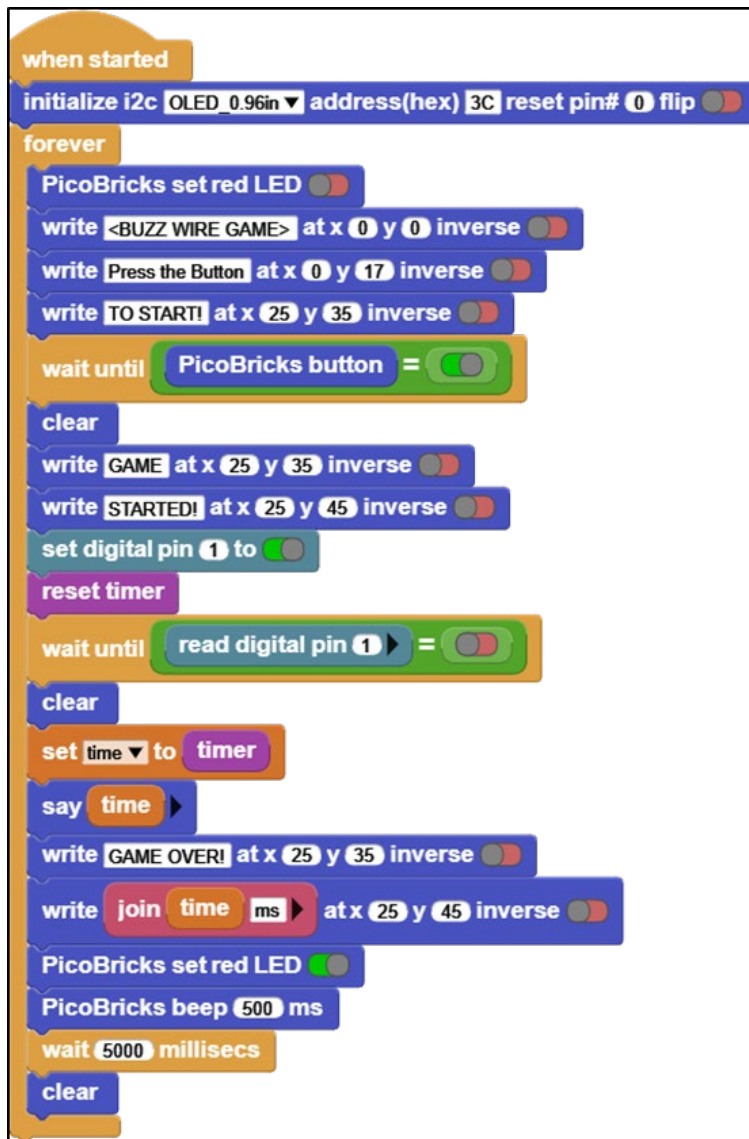 when started
initialize i2c OLED_0.96in address(hex) 3C reset pin# 0 flip
forever
PicoBricks set red LED
write <BUZZ WIRE GAME> at x 0 y 0 inverse
write Press the Button at x 0 y 17 inverse
write TO START! at x 25 y 35 inverse
wait until PicoBricks button =
clear
write GAME at x 25 y 35 inverse
write STARTED! at x 25 y 45 inverse
set digital pin 1 to
reset timer
wait until read digital pin 1 =
clear
set time to timer
say time
write GAME OVER! at x 25 y 35 inverse
write join time ms at x 25 y 45 inverse
PicoBricks set red LED
PicoBricks beep 500 ms
wait 5000 millisecs
clear